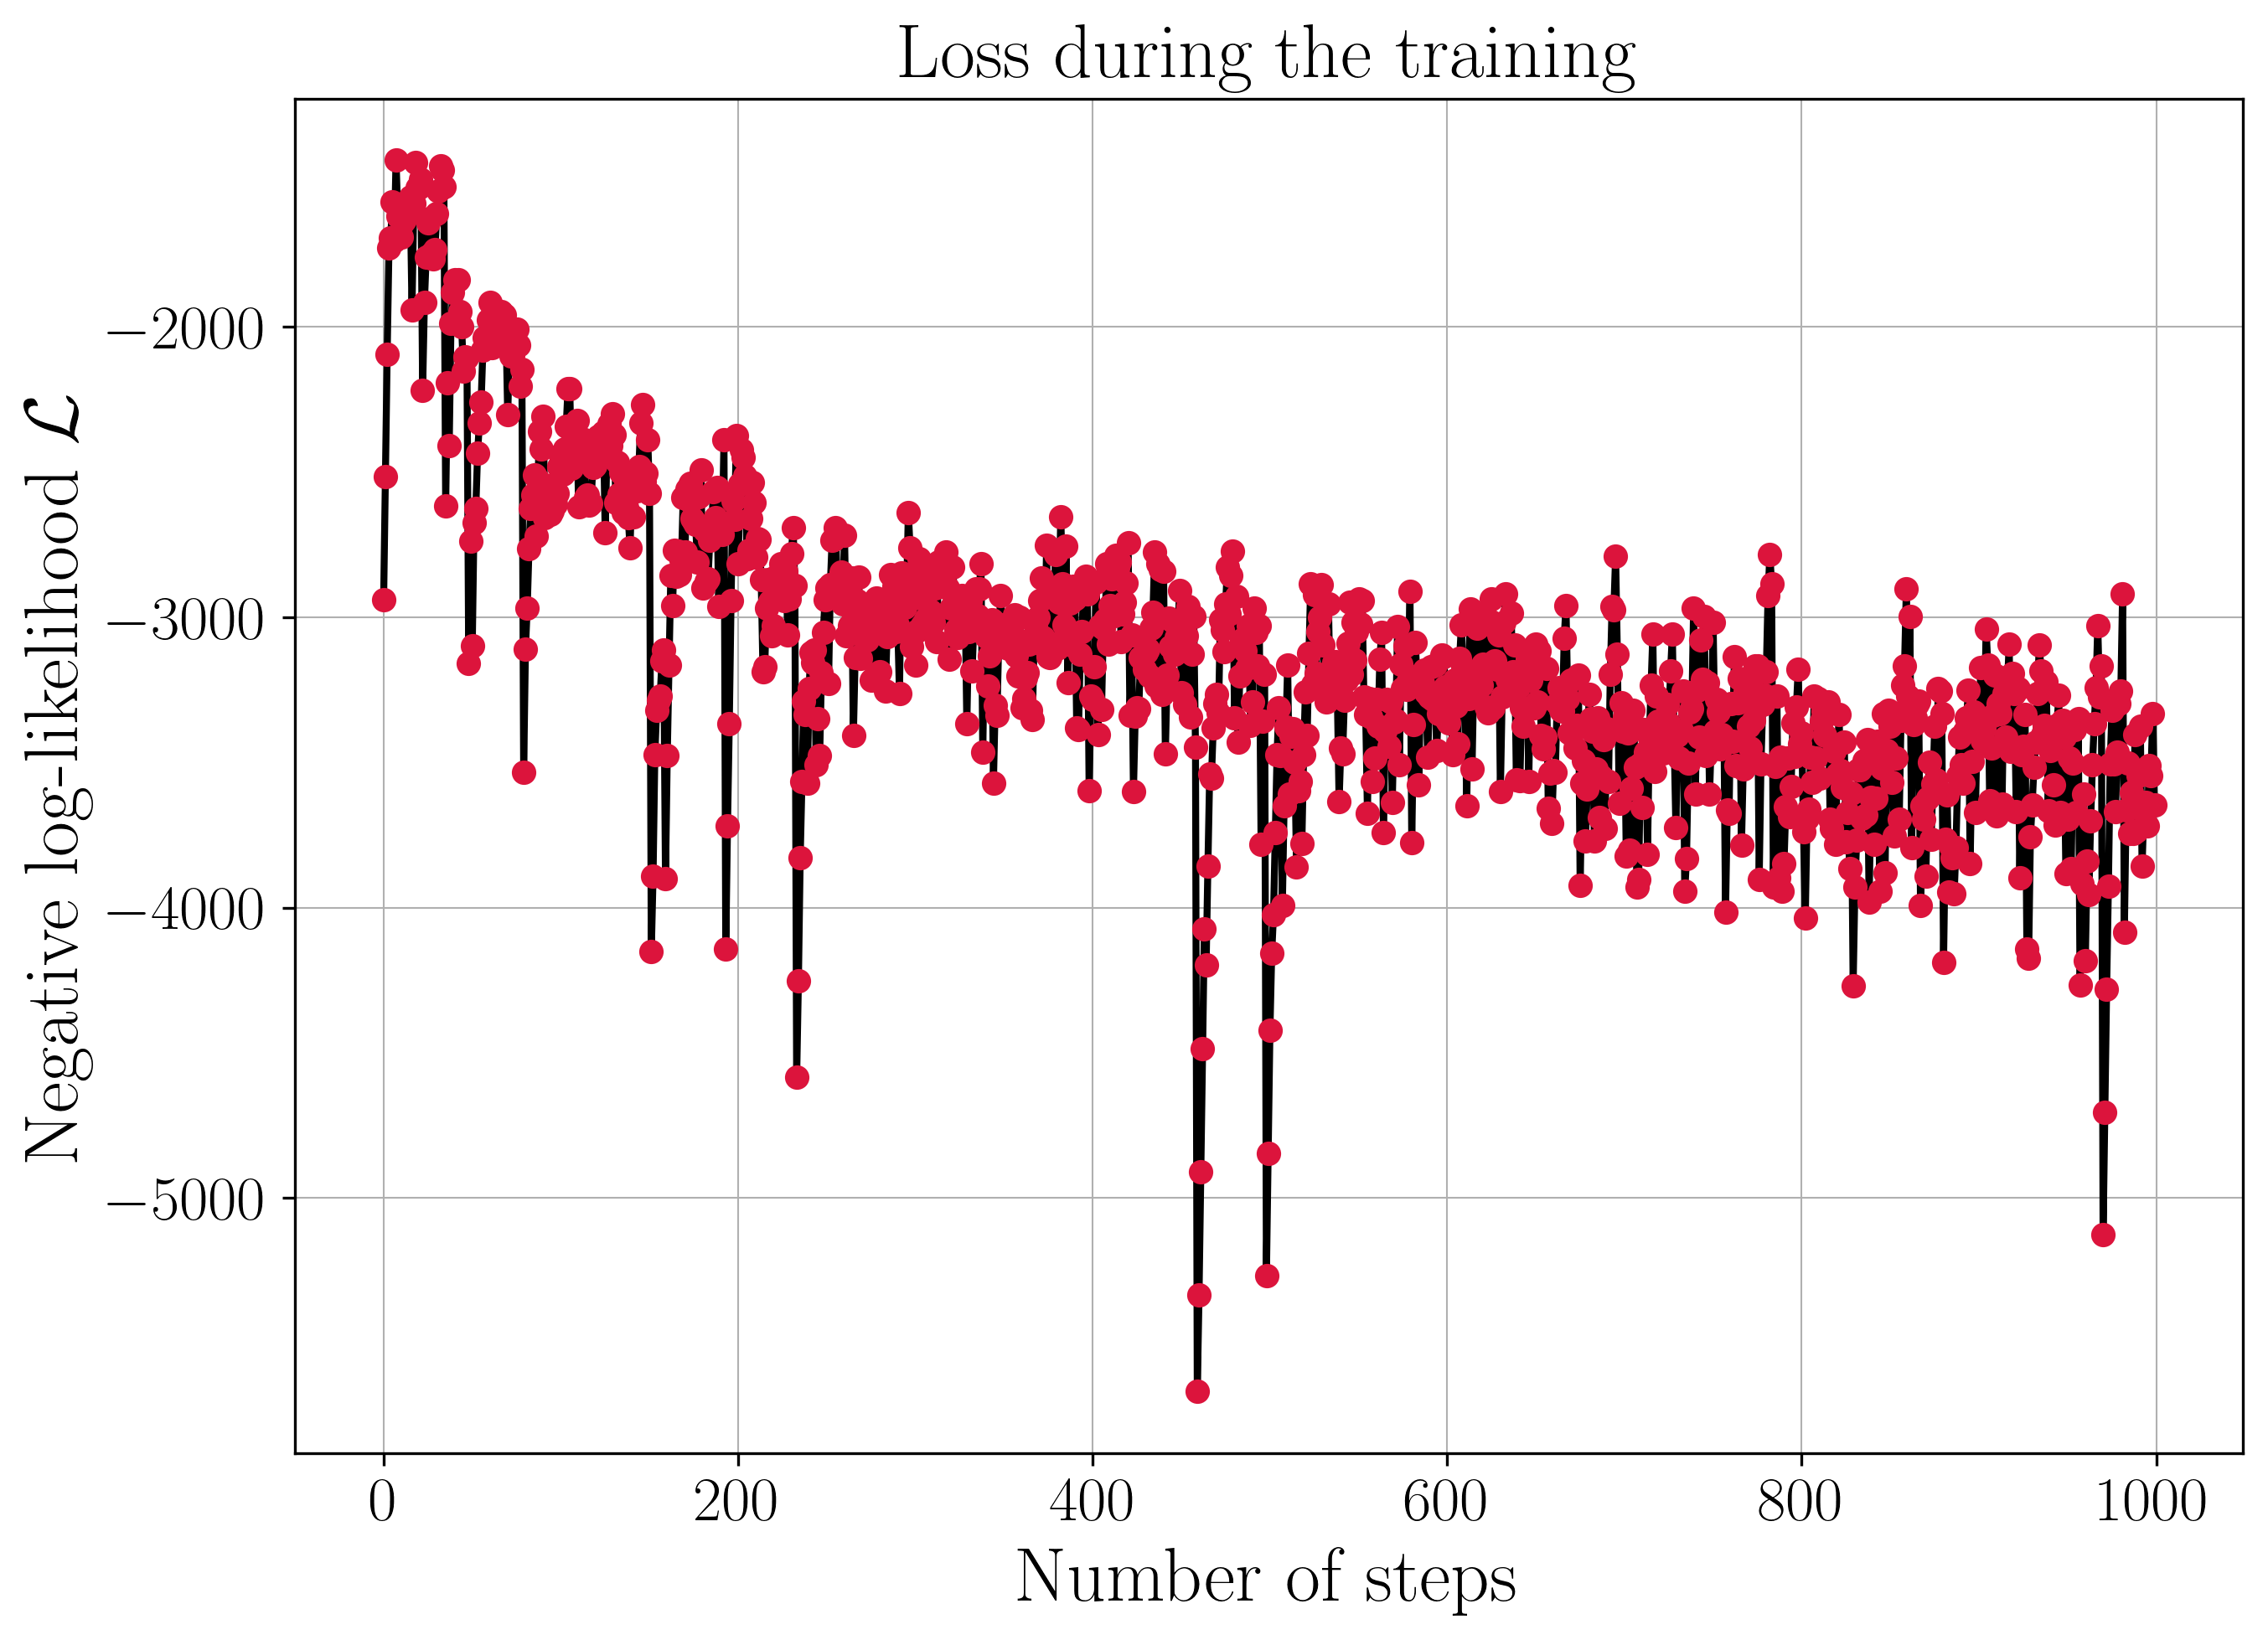 Loss during the training
Negative log-likelihood ℒ
−2000
−3000
−4000
−5000
0 200 400 600 800 1000
Number of steps